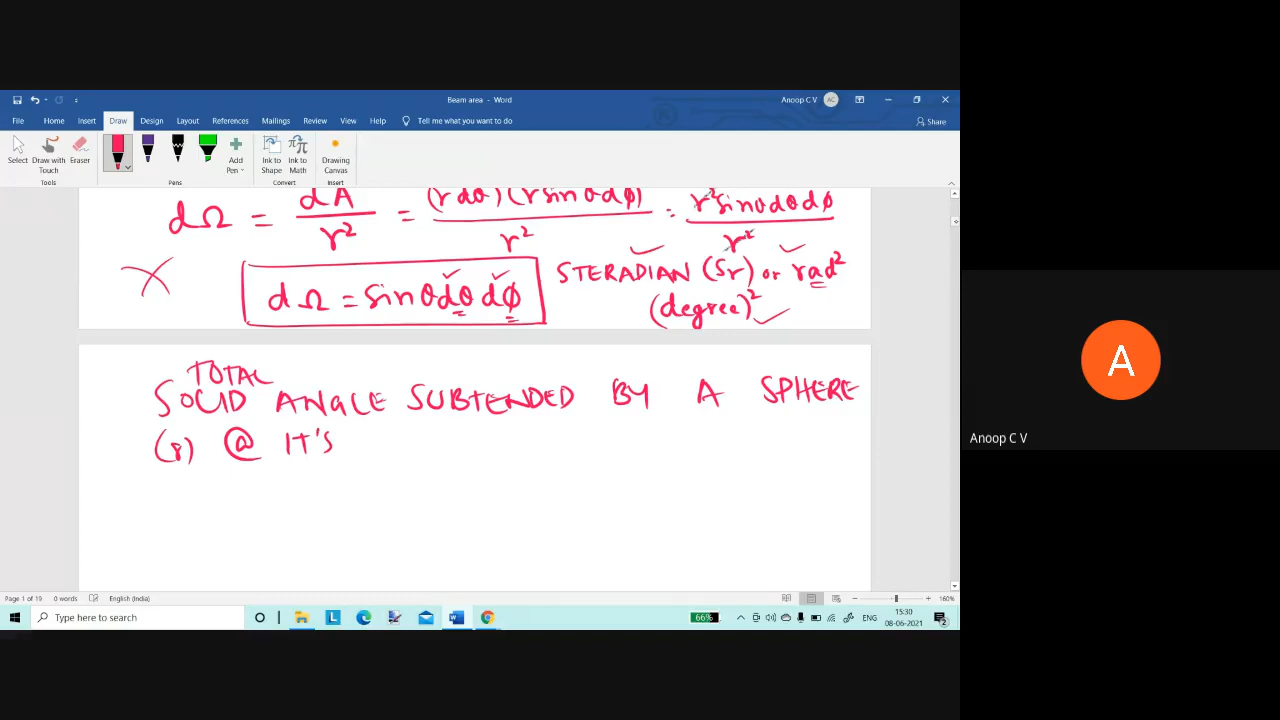 Beam area - Word
Anoop C V
AC
File Home Insert Draw Design Layout References Mailings Review View Help Tell me what you want to do
Share
Select Draw with Touch Eraser Add Pen Ink to Shape Ink to Math Drawing Canvas
Tools Pens Convert Insert
dΩ = dA / r² = (r dθ) (r sinθ dϕ) / r² = r² sinθ dθ dϕ / r²
dΩ = sinθ dθ dϕ STERADIAN (Sr) or rad²
(degree)²
TOTAL
SOLID ANGLE SUBTENDED BY A SPHERE
(8) @ IT'S
A
Anoop C V
Page 1 of 19 0 words English (India) 160%
Type here to search
66%
ENG
15:30
08-06-2021
2